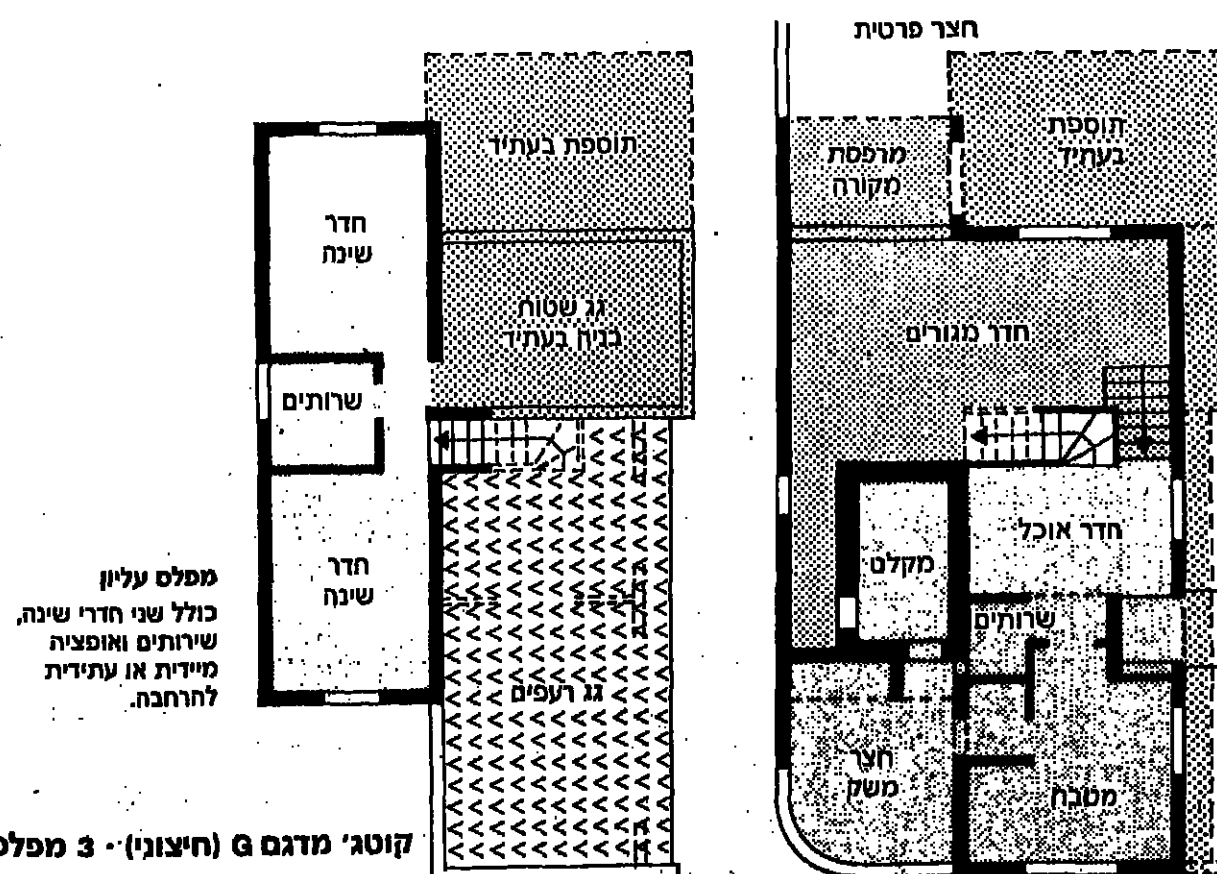 חצר פרטית
תוספת
בעתיד
מרפסת
מקורה
חדר מגורים
חדר אוכל
מקלט
שרותים
חצר
משק
מטבח
תוספת בעתיד
חדר
שינה
גג שטוח
בניה בעתיד
שרותים
חדר
שינה
גג רעפים
מפלס עליון
כולל שני חדרי שינה,
שירותים ואופציה
מיידית או עתידית
להרחבה.
קוטג' מדגם G (חיצוני) • 3